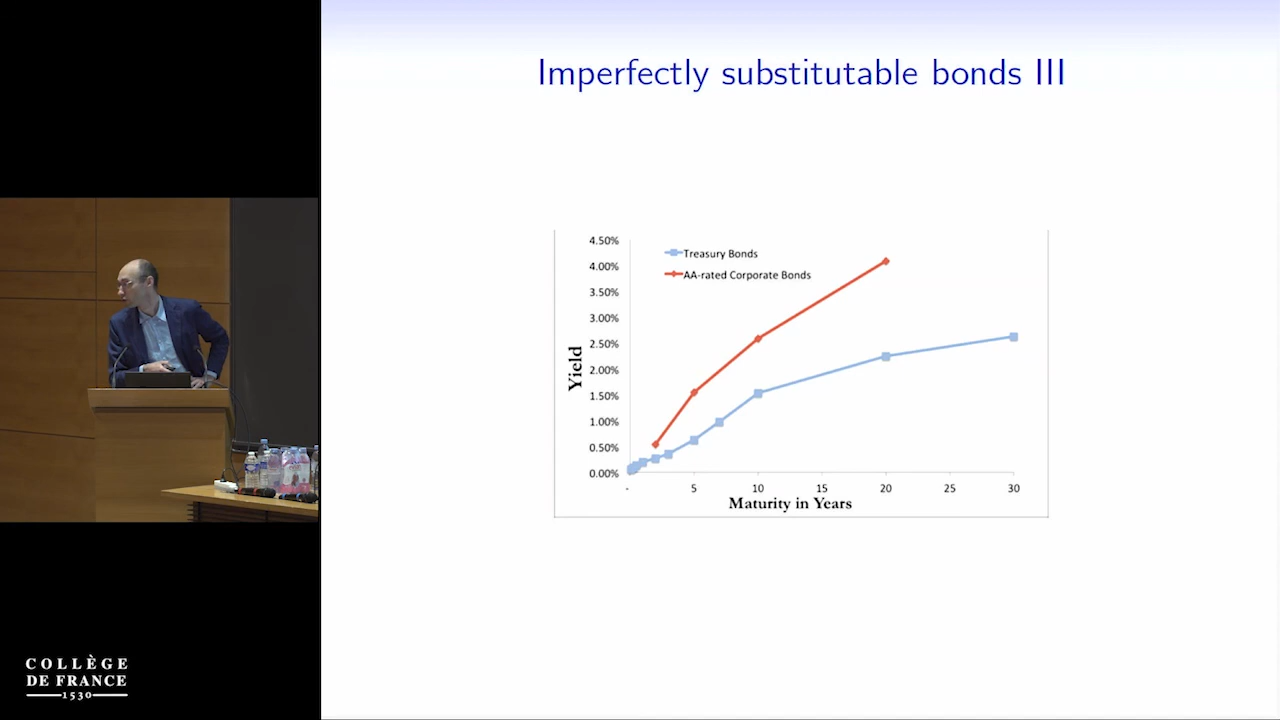 Imperfectly substitutable bonds III
4.50%
4.00%
3.50%
3.00%
2.50%
2.00%
1.50%
1.00%
0.50%
0.00%
Yield
Treasury Bonds
AA-rated Corporate Bonds
- 5 10 15 20 25 30
Maturity in Years
COLLÈGE
DE FRANCE
1530